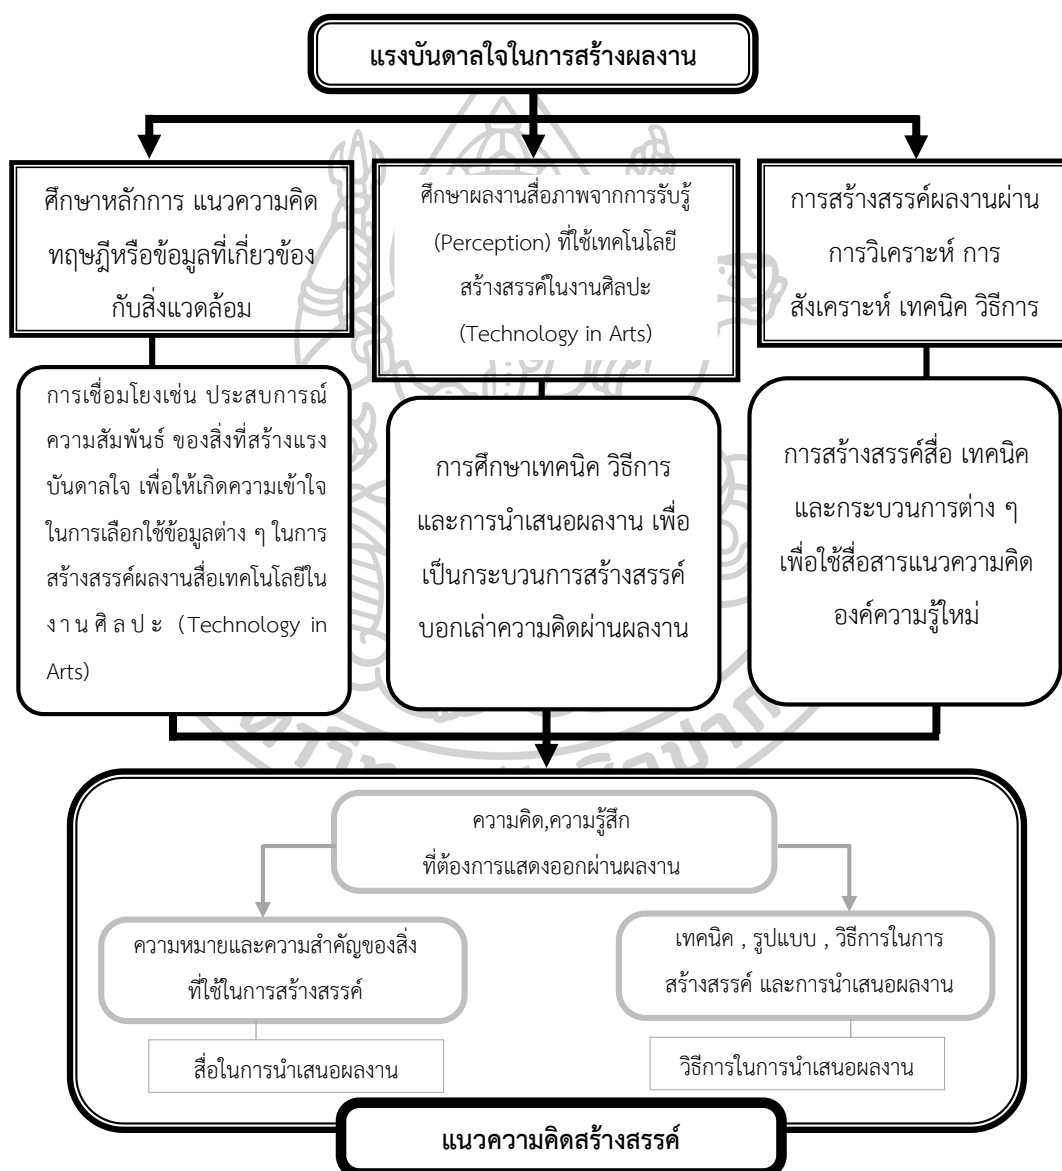 แรงบันดาลใจในการสร้างผลงาน
ศึกษาหลักการ แนวความคิด
ทฤษฎีหรือข้อมูลที่เกี่ยวข้อง
กับสิ่งแวดล้อม
ศึกษาผลงานสื่อภาพจากการรับรู้
(Perception) ที่ใช้เทคโนโลยี
สร้างสรรค์ในงานศิลปะ
(Technology in Arts)
การสร้างสรรค์ผลงานผ่าน
การวิเคราะห์ การ
สังเคราะห์ เทคนิค วิธีการ
การเชื่อมโยงเช่น ประสบการณ์
ความสัมพันธ์ ของสิ่งที่สร้างแรง
บันดาลใจ เพื่อให้เกิดความเข้าใจ
ในการเลือกใช้ข้อมูลต่าง ๆ ในการ
สร้างสรรค์ผลงานสื่อเทคโนโลยีใน
งานศิลปะ (Technology in
Arts)
การศึกษาเทคนิค วิธีการ
และการนำเสนอผลงาน เพื่อ
เป็นกระบวนการสร้างสรรค์
บอกเล่าความคิดผ่านผลงาน
การสร้างสรรค์สื่อ เทคนิค
และกระบวนการต่าง ๆ
เพื่อใช้สื่อสารแนวความคิด
องค์ความรู้ใหม่
ความคิด,ความรู้สึก
ที่ต้องการแสดงออกผ่านผลงาน
ความหมายและความสำคัญของสิ่ง
ที่ใช้ในการสร้างสรรค์
เทคนิค , รูปแบบ , วิธีการในการ
สร้างสรรค์ และการนำเสนอผลงาน
สื่อในการนำเสนอผลงาน
วิธีการในการนำเสนอผลงาน
แนวความคิดสร้างสรรค์